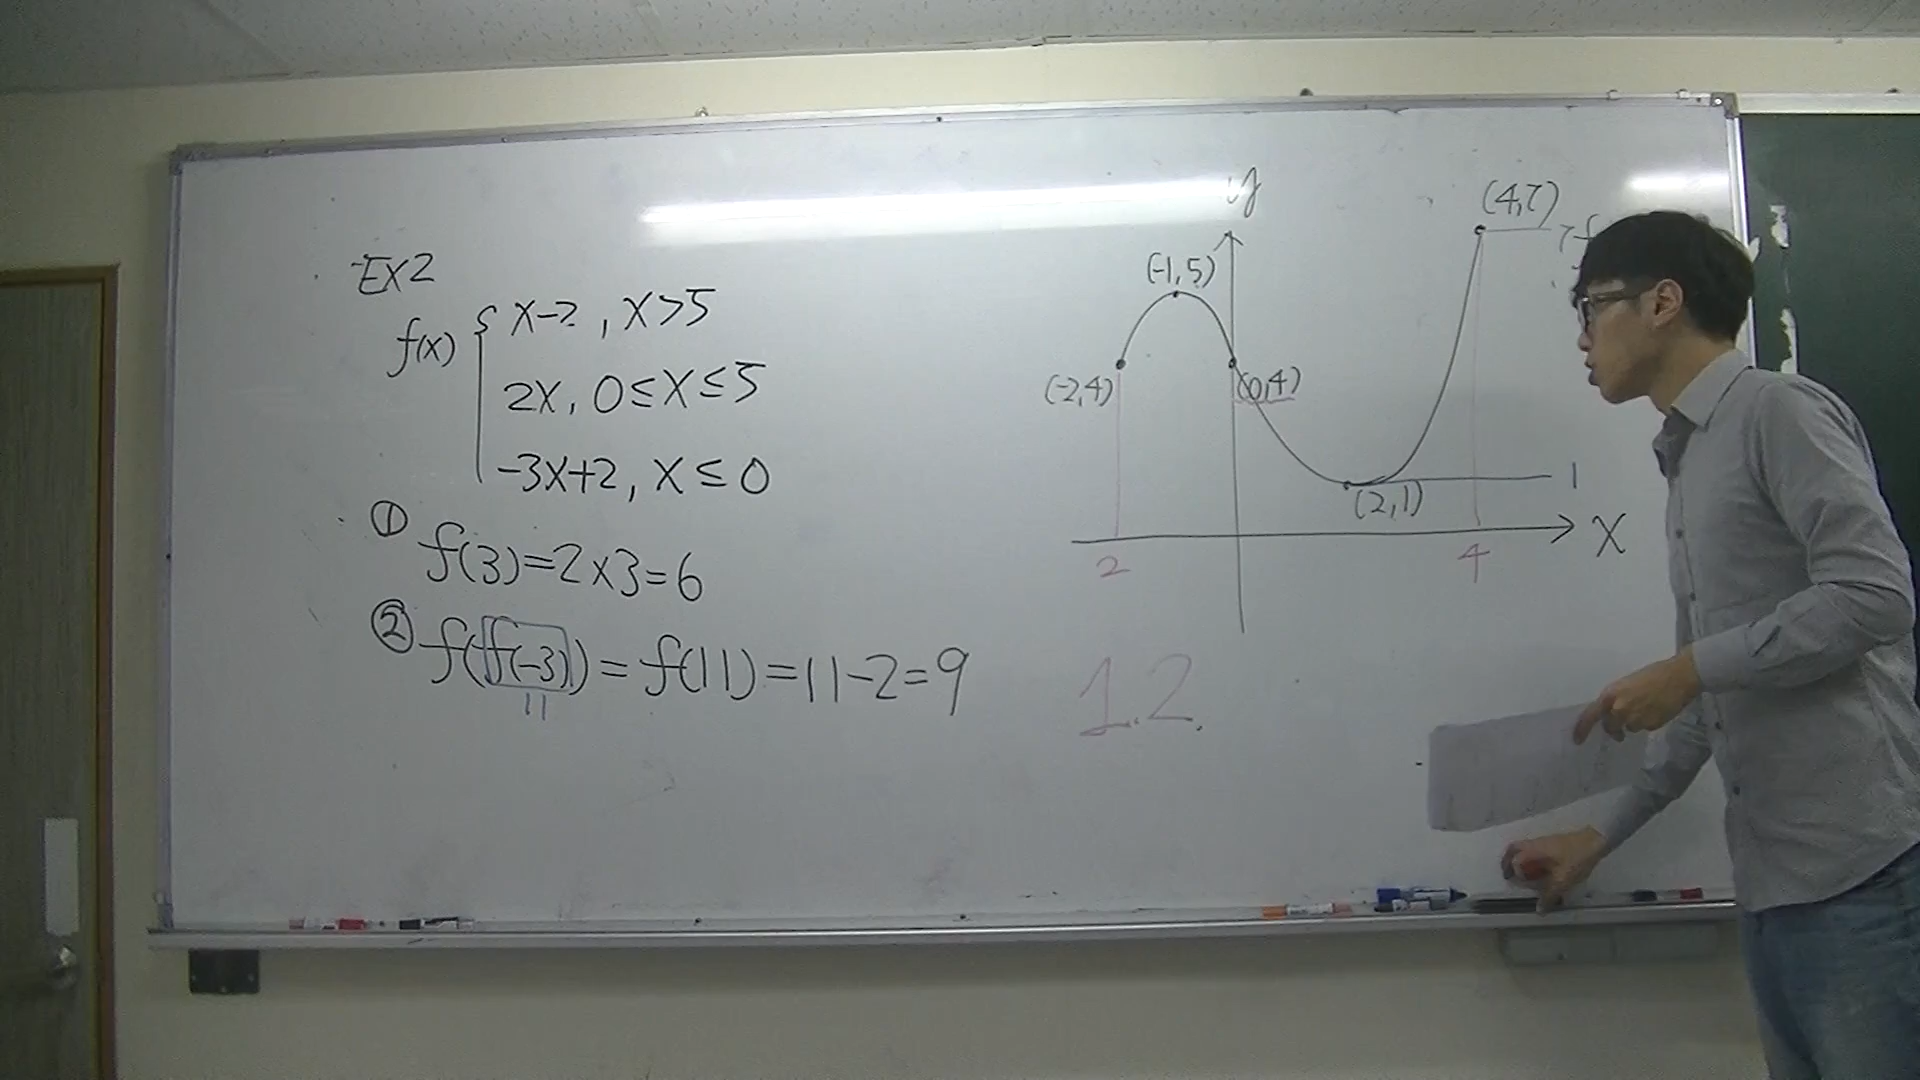 EX2
f(x) { x-2, x>5
2x, 0≤x≤5
-3x+2, x≤0
① f(3)=2×3=6
② f(f(-3))=f(11)=11-2=9
11
y
(4,7)
7
(-1,5)
(-2,4)
(0,4)
(2,1)
1
x
2
4
1.2.